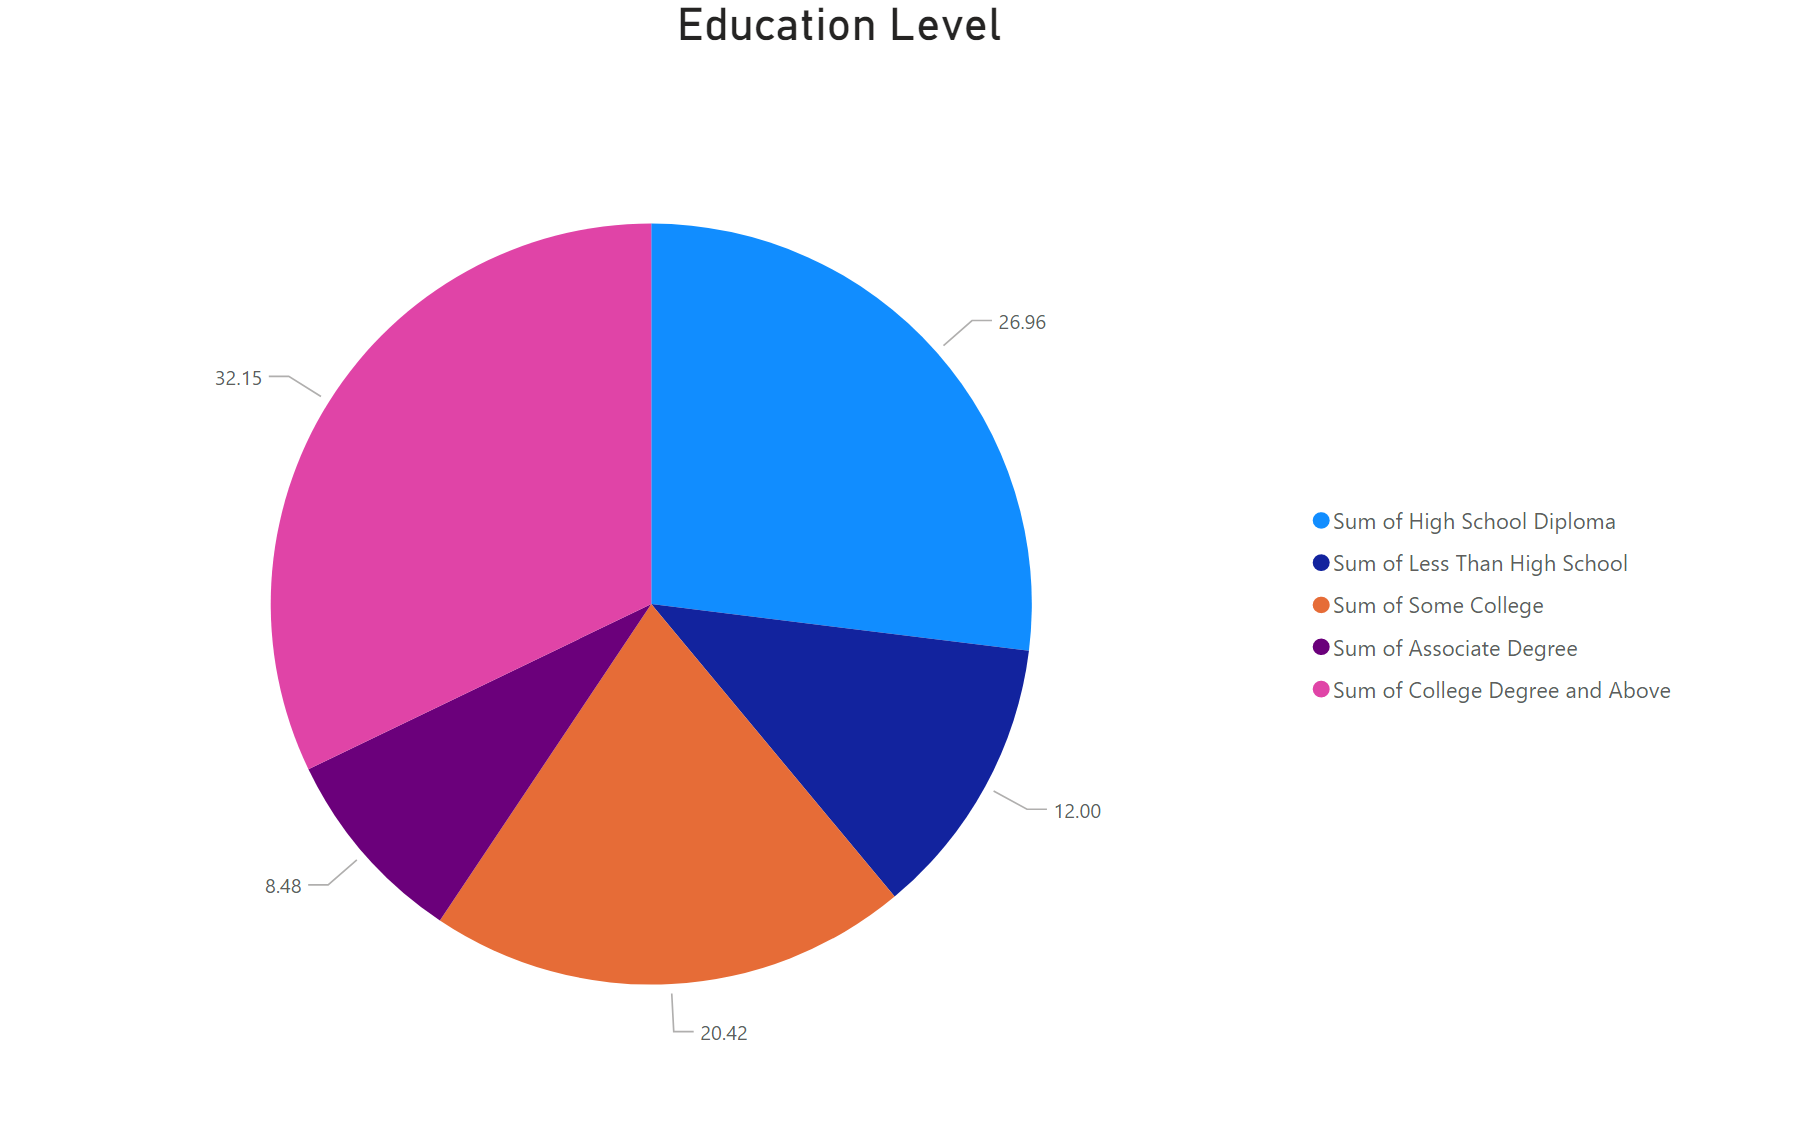 Education Level
26.96
32.15
Sum of High School Diploma
Sum of Less Than High School
Sum of Some College
Sum of Associate Degree
Sum of College Degree and Above
12.00
8.48
20.42